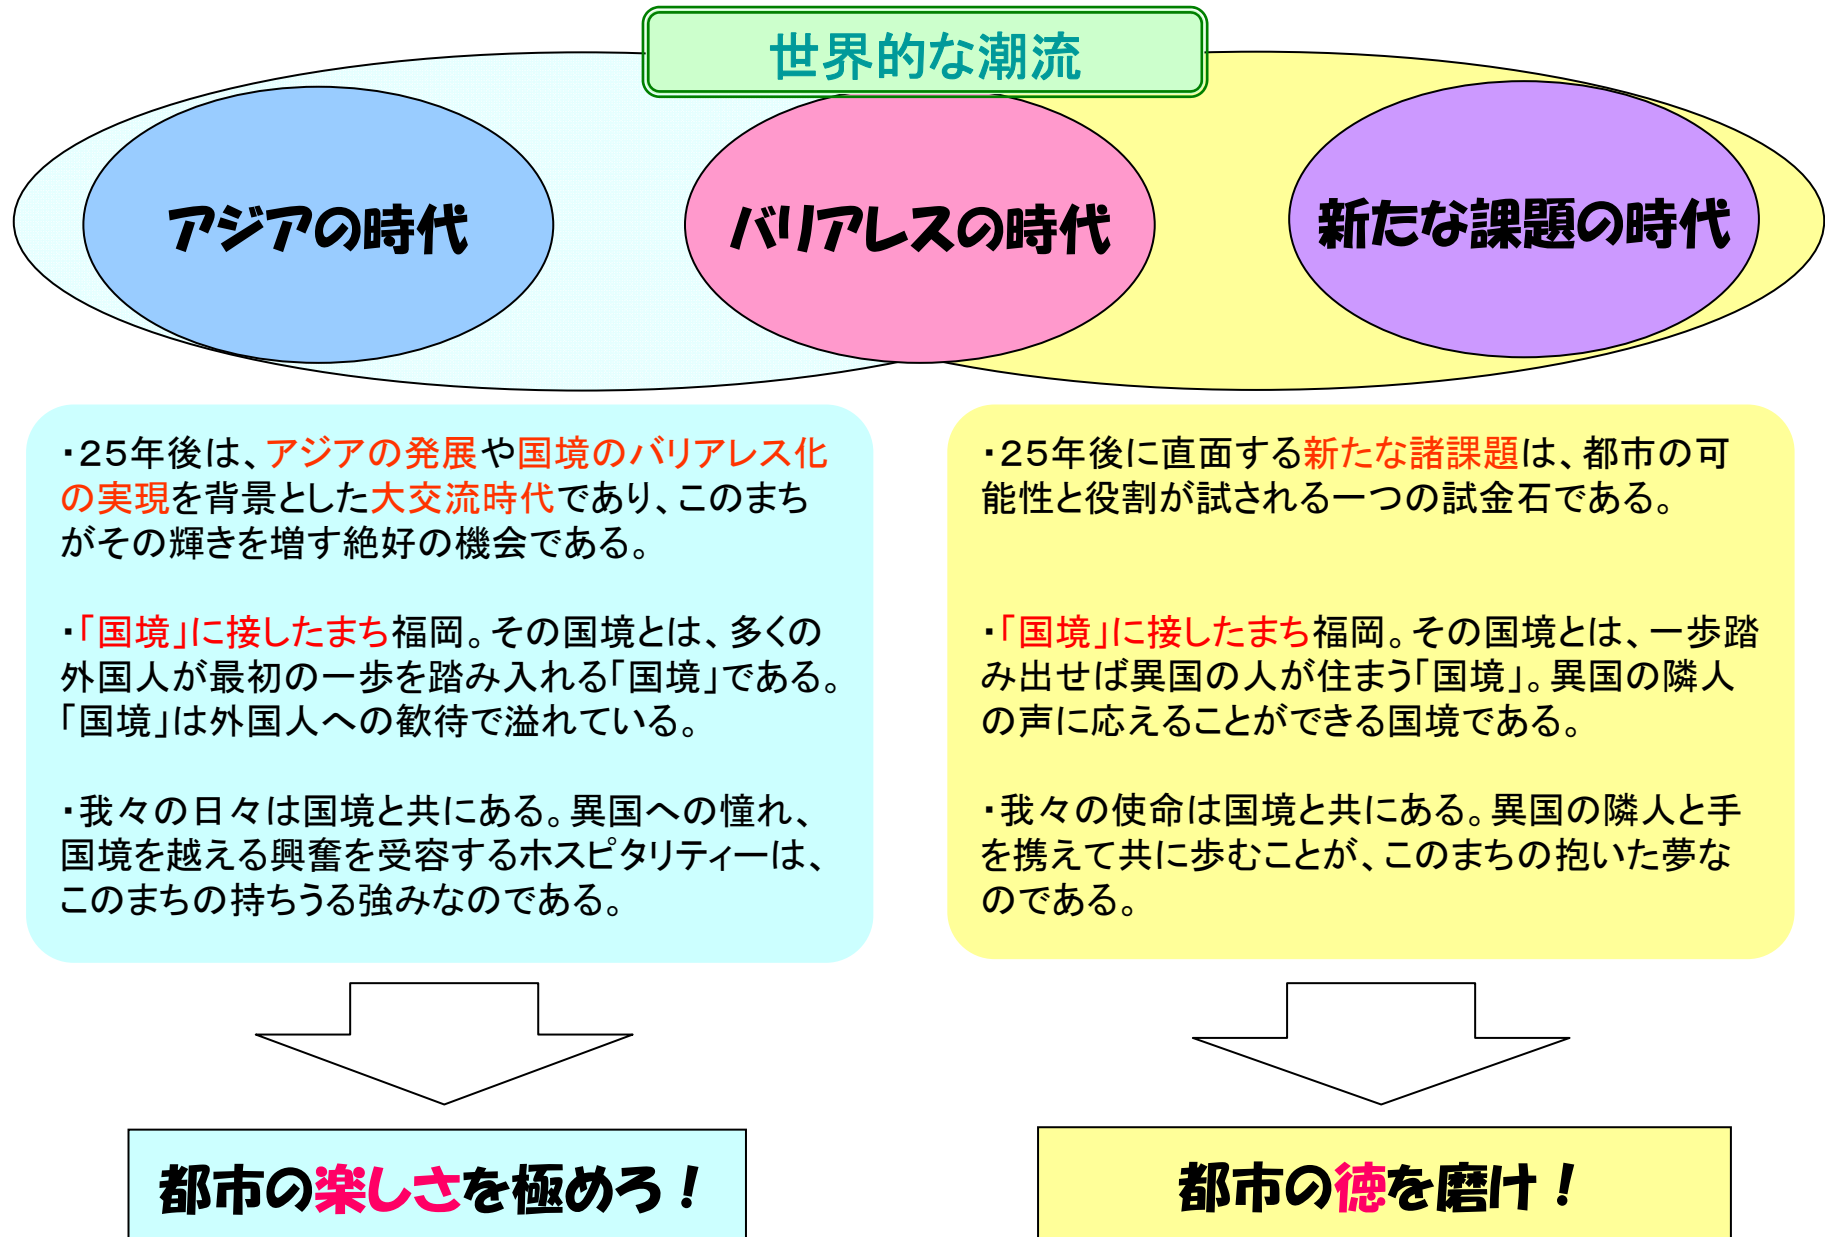 世界的な潮流
アジアの時代
バリアレスの時代
新たな課題の時代
・25年後は、アジアの発展や国境のバリアレス化
の実現を背景とした大交流時代であり、このまち
がその輝きを増す絶好の機会である。
・「国境」に接したまち福岡。その国境とは、多くの
外国人が最初の一歩を踏み入れる「国境」である。
「国境」は外国人への歓待で溢れている。
・我々の日々は国境と共にある。異国への憧れ、
国境を越える興奮を受容するホスピタリティーは、
このまちの持ちうる強みなのである。
・25年後に直面する新たな諸課題は、都市の可
能性と役割が試される一つの試金石である。
・「国境」に接したまち福岡。その国境とは、一歩踏
み出せば異国の人が住まう「国境」。異国の隣人
の声に応えることができる国境である。
・我々の使命は国境と共にある。異国の隣人と手
を携えて共に歩むことが、このまちの抱いた夢な
のである。
都市の楽しさを極めろ！
都市の徳を磨け！